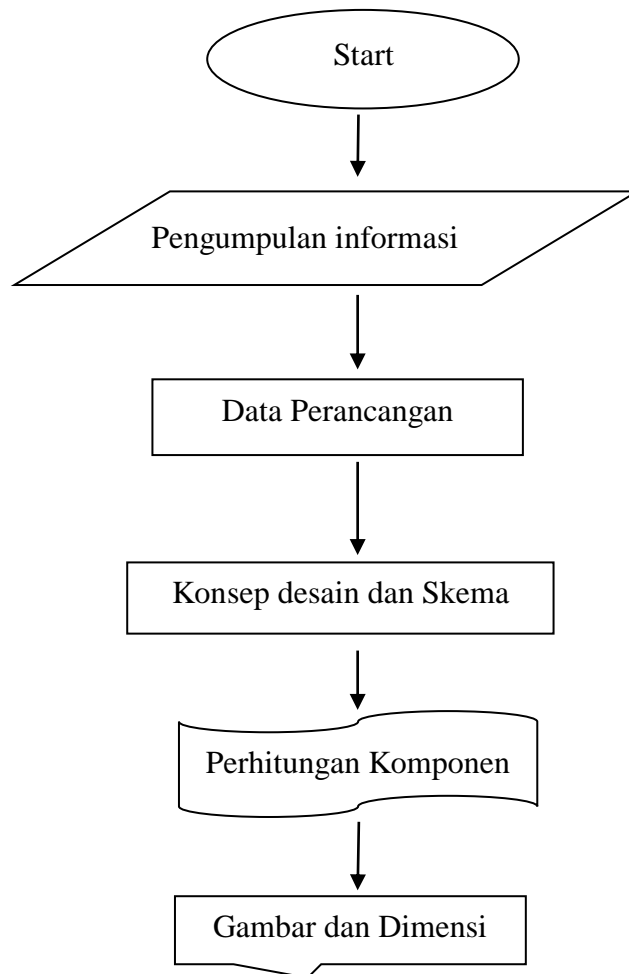 Start
Pengumpulan informasi
Data Perancangan
Konsep desain dan Skema
Perhitungan Komponen
Gambar dan Dimensi